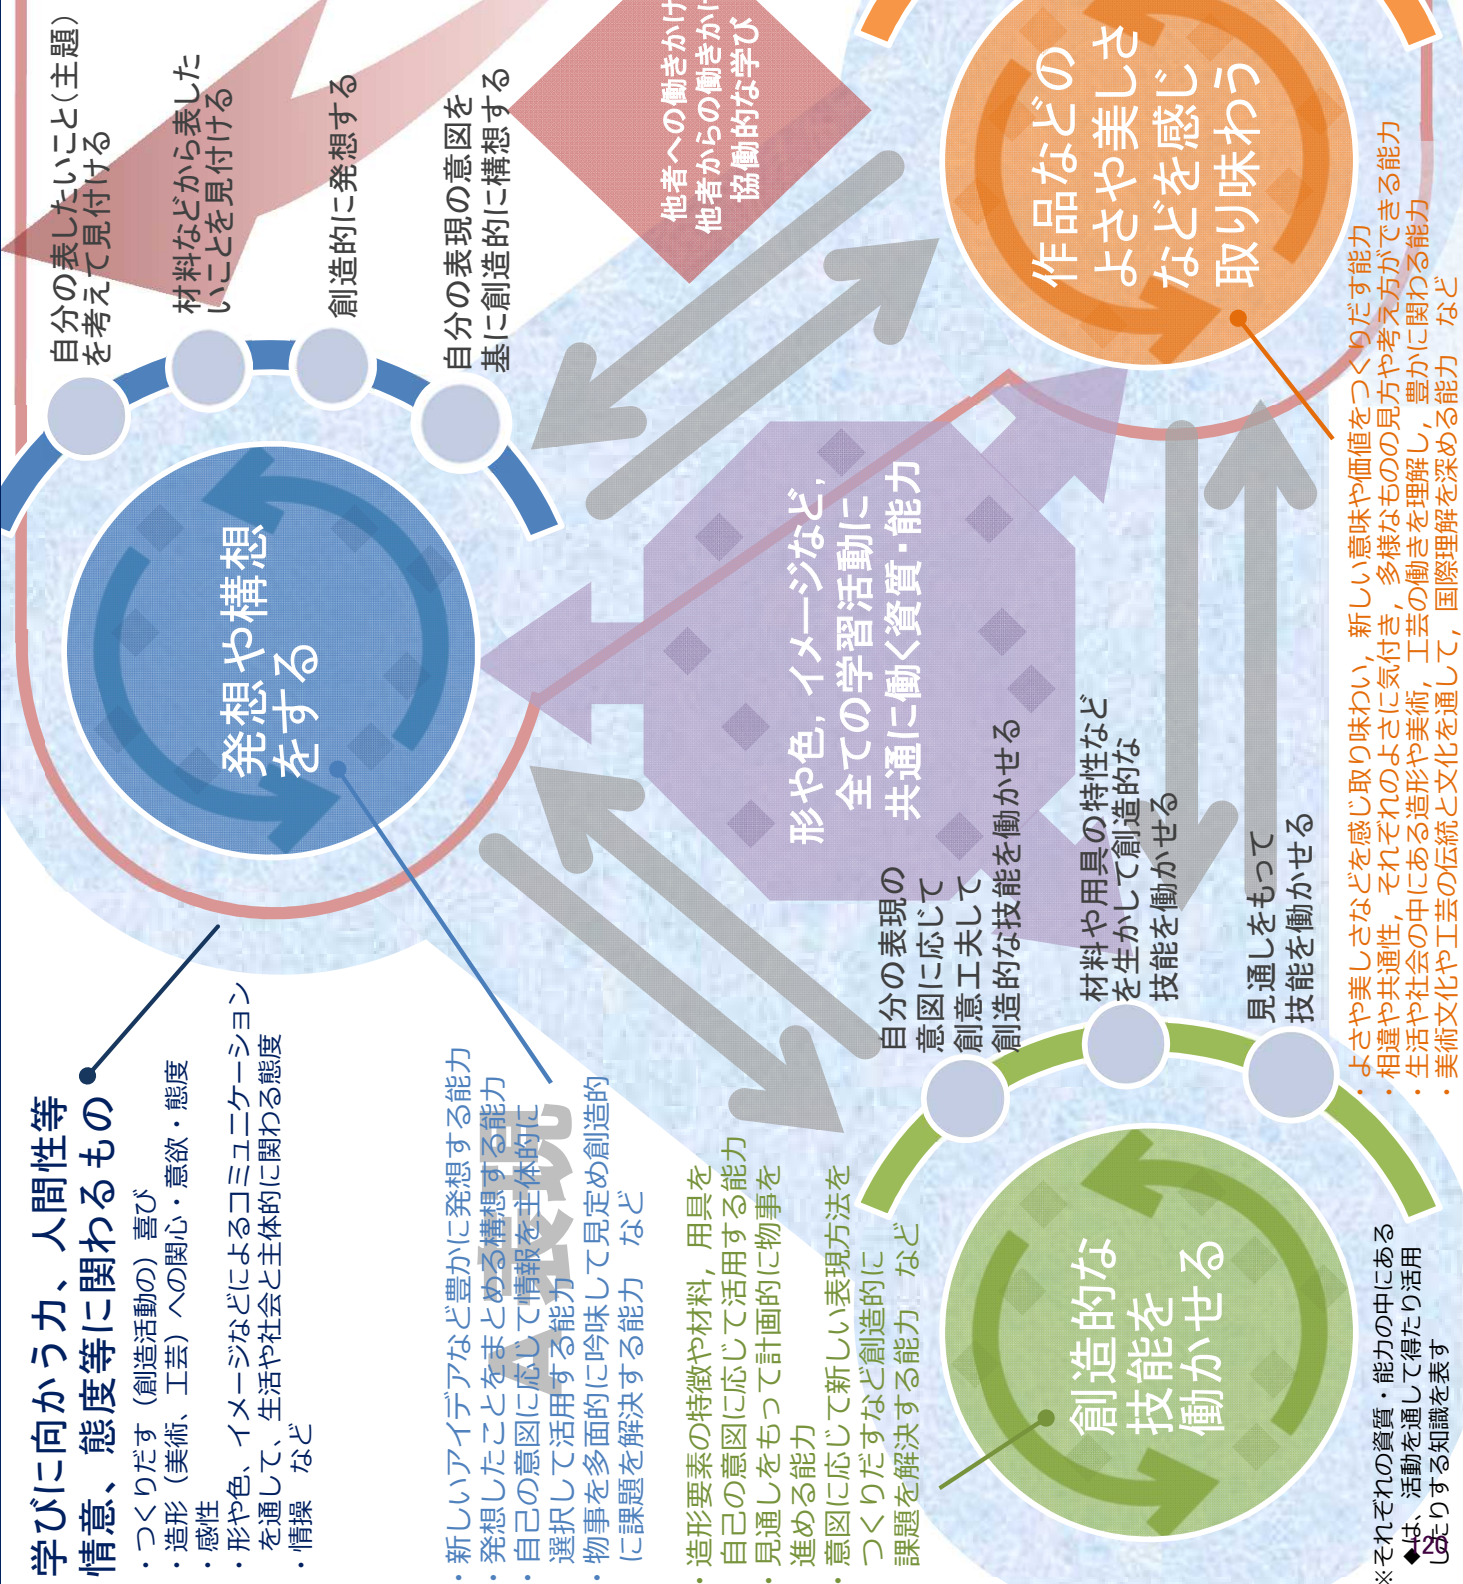 学びに向かう力、人間性等
情意、態度等に関わるもの
・つくりだす（創造活動の）喜び
・造形（美術、工芸）への関心・意欲・態度
・感性
・形や色、イメージなどによるコミュニケーション
を通して、生活や社会と主体的に関わる態度
・情操　など
自分の表したいこと（主題）
を考えて見付ける
材料などから表した
いことを見付ける
創造的に発想する
自分の表現の意図を
基に創造的に構想する
発想や構想
をする
A 表現
・新しいアイデアなど豊かに発想する能力
・発想したことをまとめる構想する能力
・自己の意図に応じて情報を主体的に
選択して活用する能力
・物事を多面的に吟味して見定め創造的
に課題を解決する能力　など
他者への働きかけ
他者からの働きかけ
協働的な学び
形や色，イメージなど，
全ての学習活動に
共通に働く資質・能力
・造形要素の特徴や材料，用具を
自己の意図に応じて活用する能力
・見通しをもって計画的に物事を
進める能力
・意図に応じて新しい表現方法を
つくりだすなど創造的に
課題を解決する能力　など
自分の表現の
意図に応じて
創意工夫して
創造的な技能を働かせる
材料や用具の特性など
を生かして創造的な
技能を働かせる
見通しをもって
技能を働かせる
創造的な
技能を
働かせる
作品などの
よさや美しさ
などを感じ
取り味わう
・よさや美しさなどを感じ取り味わい，新しい意味や価値をつくりだす能力
・相違や共通性，それぞれのよさに気付き，多様なものの見方や考え方ができる能力
・生活や社会の中にある造形や美術，工芸の働きを理解し，豊かに関わる能力
・美術文化や工芸の伝統と文化を通して，国際理解を深める能力　など
※それぞれの資質・能力の中にある
◆は、活動を通して得たり活用
したりする知識を表す
120